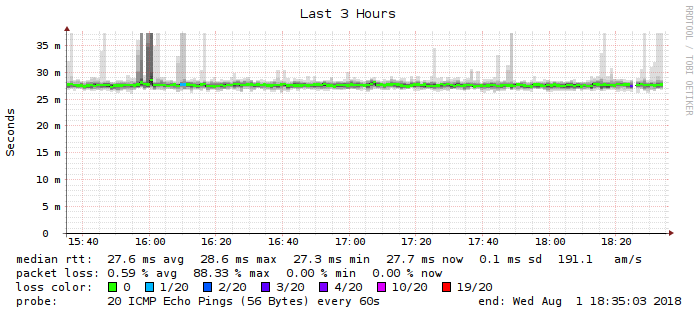 Last 3 Hours
RRDTOOL / TOBI OETIKER
Seconds
35 m
30 m
25 m
20 m
15 m
10 m
5 m
0
15:40 16:00 16:20 16:40 17:00 17:20 17:40 18:00 18:20
median rtt: 27.6 ms avg 28.6 ms max 27.3 ms min 27.7 ms now 0.1 ms sd 191.1 am/s
packet loss: 0.59 % avg 88.33 % max 0.00 % min 0.00 % now
loss color: 0 1/20 2/20 3/20 4/20 10/20 19/20
probe: 20 ICMP Echo Pings (56 Bytes) every 60s end: Wed Aug 1 18:35:03 2018